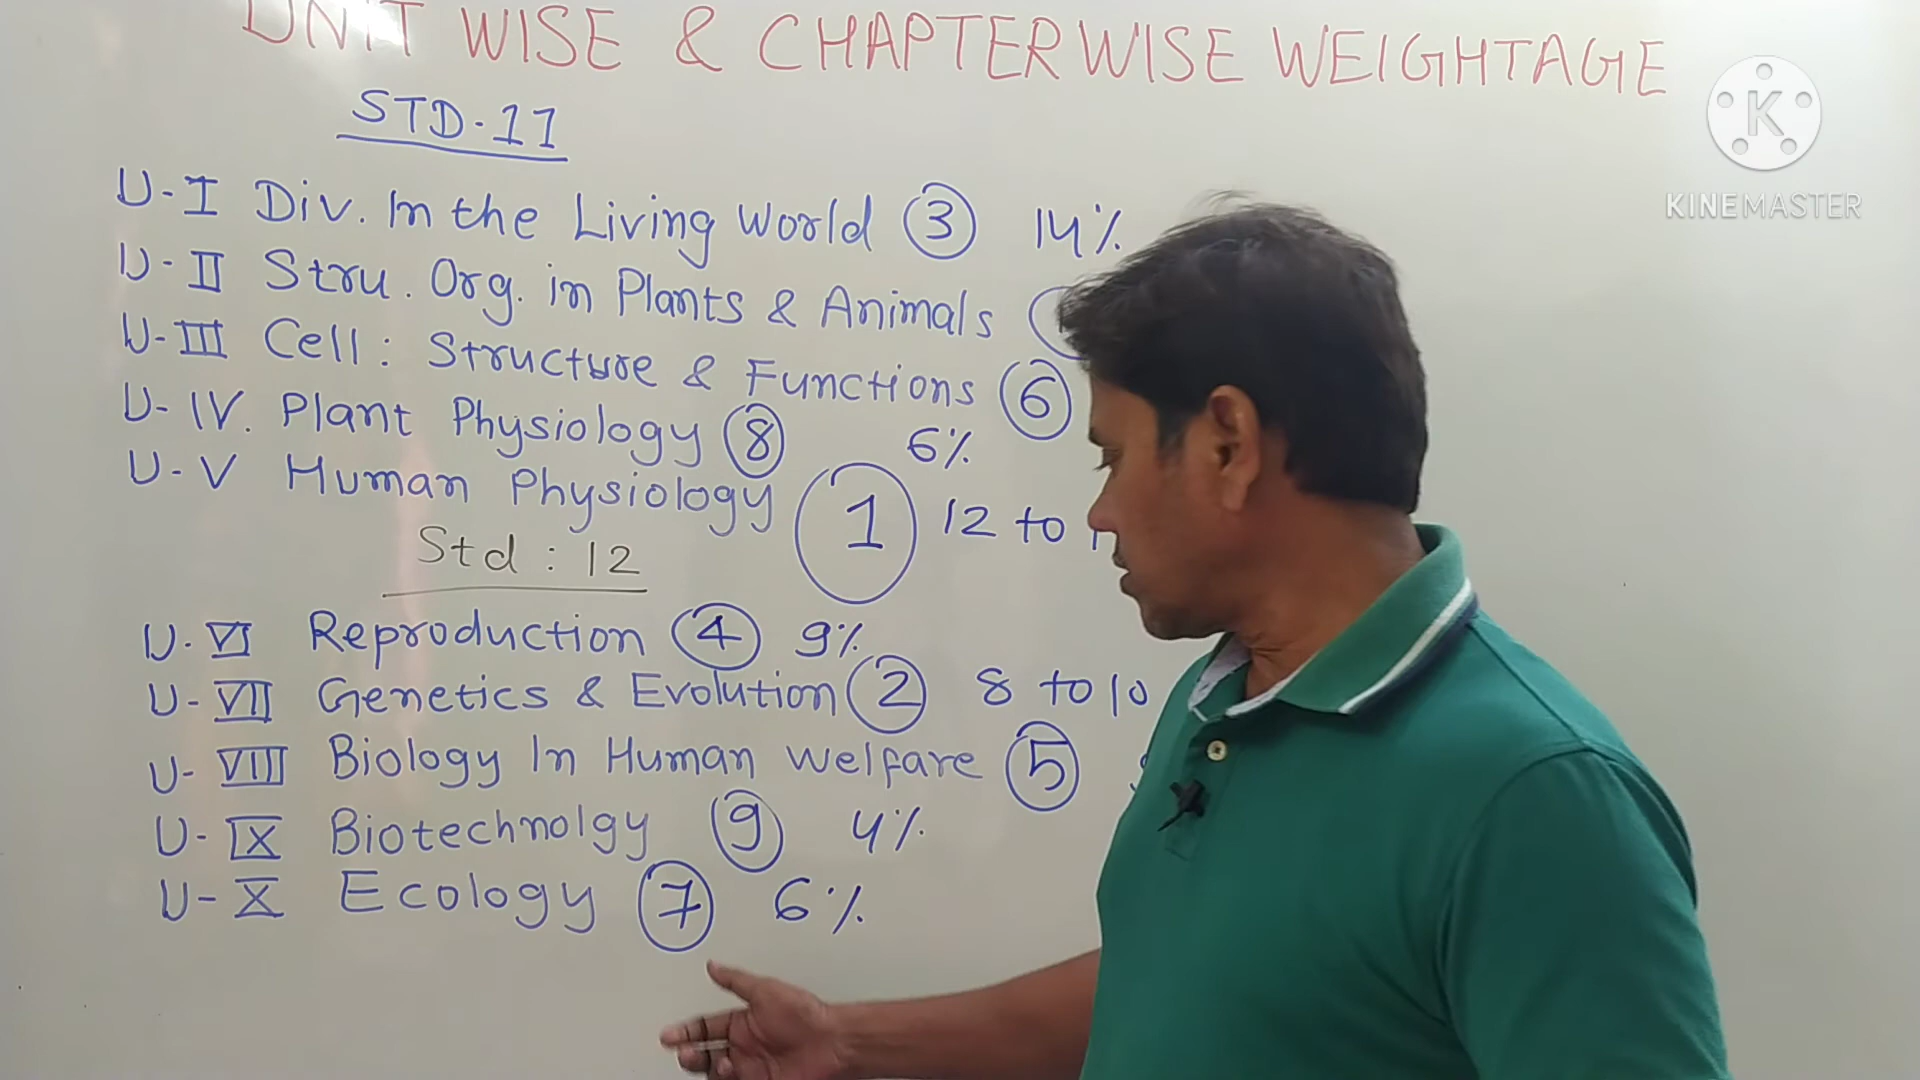 UNIT WISE & CHAPTERWISE WEIGHTAGE
STD-11
U-I Div. In the Living World 3 14%
U-II Stru. Org. in Plants & Animals
U-III Cell: Structure & Functions 6
U-IV. Plant Physiology 8 6%
U-V Human Physiology 1 12 to
Std : 12
U-VI Reproduction 4 9%
U-VII Genetics & Evolution 2 8 to 10
U-VIII Biology In Human Welfare 5
U-IX Biotechnolgy 9 4%
U-X Ecology 7 6%
K
KINEMASTER